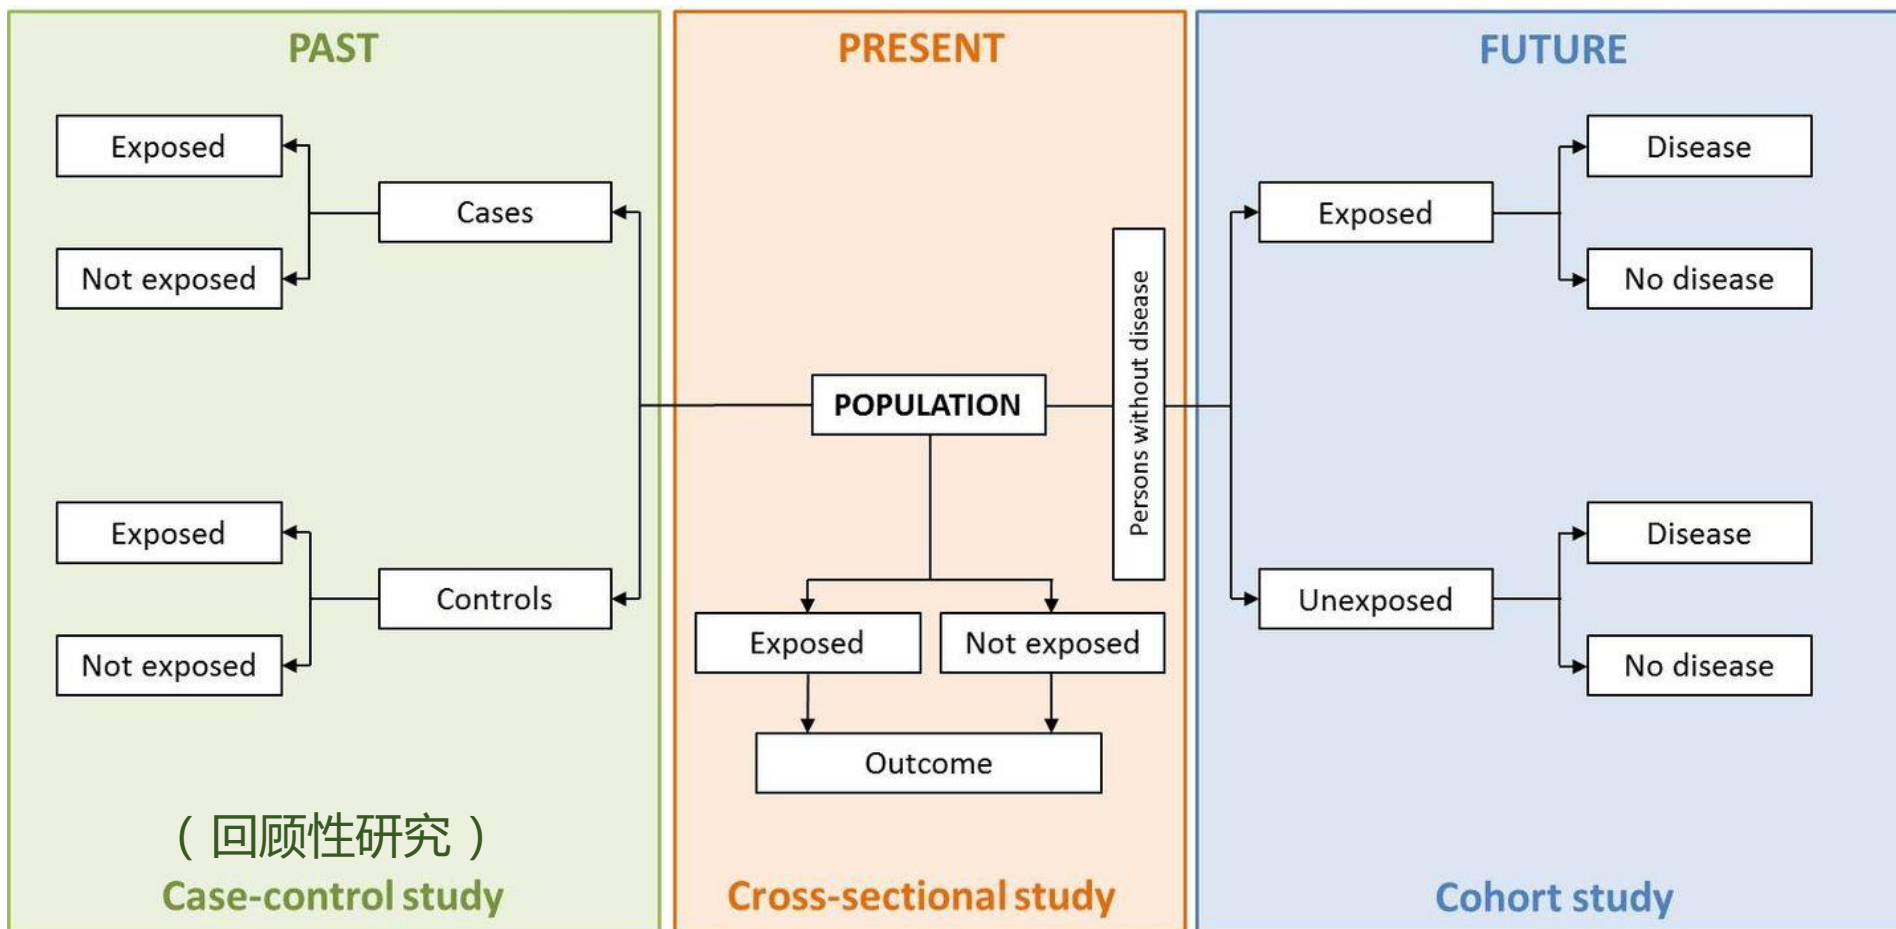 PAST
Exposed
Cases
Not exposed
Exposed
Controls
Not exposed
（回顾性研究）
Case-control study
PRESENT
POPULATION
Persons without disease
Exposed
Not exposed
Outcome
Cross-sectional study
FUTURE
Disease
Exposed
No disease
Disease
Unexposed
No disease
Cohort study